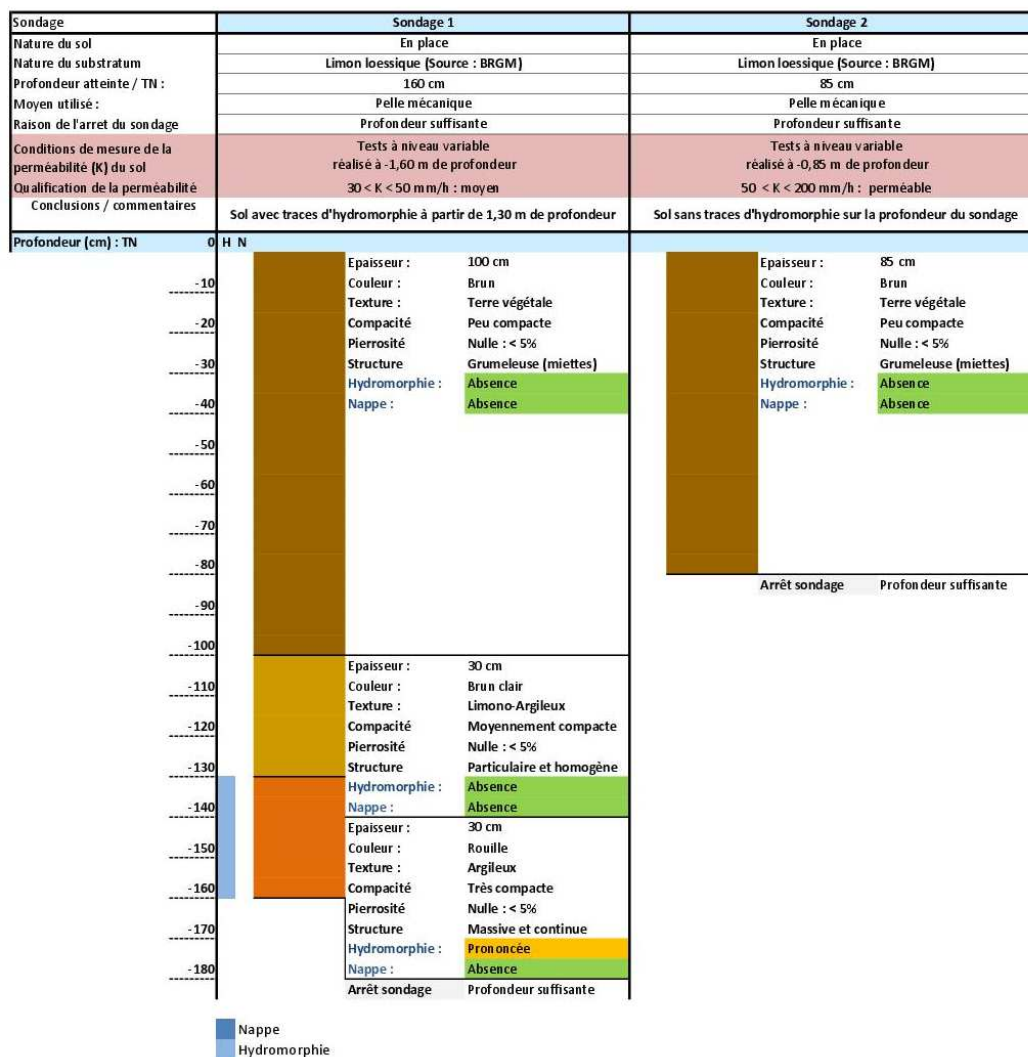 Sondage Sondage 1 Sondage 2
Nature du sol En place En place
Nature du substratum Limon loessique (Source : BRGM) Limon loessique (Source : BRGM)
Profondeur atteinte / TN : 160 cm 85 cm
Moyen utilisé : Pelle mécanique Pelle mécanique
Raison de l'arret du sondage Profondeur suffisante Profondeur suffisante
Conditions de mesure de la perméabilité (K) du sol Tests à niveau variable réalisé à -1,60 m de profondeur Tests à niveau variable réalisé à -0,85 m de profondeur
Qualification de la perméabilité 30 < K < 50 mm/h : moyen 50 < K < 200 mm/h : perméable
Conclusions / commentaires Sol avec traces d'hydromorphie à partir de 1,30 m de profondeur Sol sans traces d'hydromorphie sur la profondeur du sondage
Profondeur (cm) : TN 0 H N
Epaisseur : 100 cm Epaisseur : 85 cm
-10 Couleur : Brun Couleur : Brun
Texture : Terre végétale Texture : Terre végétale
-20 Compacité Peu compacte Compacité Peu compacte
Pierrosité Nulle : < 5% Pierrosité Nulle : < 5%
-30 Structure Grumeleuse (miettes) Structure Grumeleuse (miettes)
Hydromorphie : Absence Hydromorphie : Absence
-40 Nappe : Absence Nappe : Absence
-50
-60
-70
-80
Arrêt sondage Profondeur suffisante
-90
-100
Epaisseur : 30 cm
-110 Couleur : Brun clair
Texture : Limono-Argileux
-120 Compacité Moyennement compacte
Pierrosité Nulle : < 5%
-130 Structure Particulaire et homogène
Hydromorphie : Absence
-140 Nappe : Absence
Epaisseur : 30 cm
-150 Couleur : Rouille
Texture : Argileux
-160 Compacité Très compacte
Pierrosité Nulle : < 5%
-170 Structure Massive et continue
Hydromorphie : Prononcée
-180 Nappe : Absence
Arrêt sondage Profondeur suffisante
Nappe
Hydromorphie